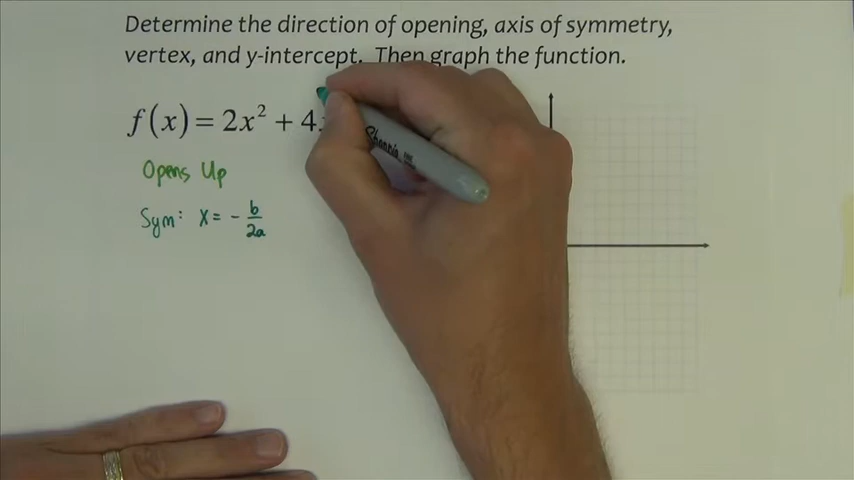 Determine the direction of opening, axis of symmetry,
vertex, and y-intercept. Then graph the function.
f(x) = 2x² + 4
Opens Up
Sym: x = - b/2a
Sharpie